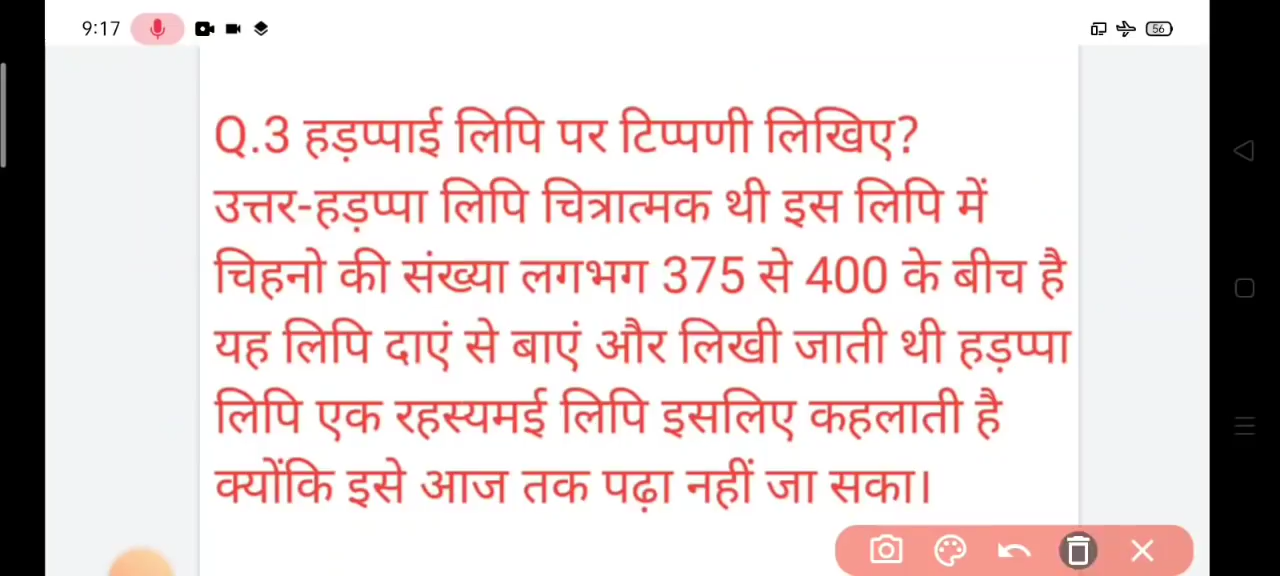 9:17
56
Q.3 हड़प्पाई लिपि पर टिप्पणी लिखिए?
उत्तर-हड़प्पा लिपि चित्रात्मक थी इस लिपि में
चिहनो की संख्या लगभग 375 से 400 के बीच है
यह लिपि दाएं से बाएं और लिखी जाती थी हड़प्पा
लिपि एक रहस्यमई लिपि इसलिए कहलाती है
क्योंकि इसे आज तक पढ़ा नहीं जा सका।